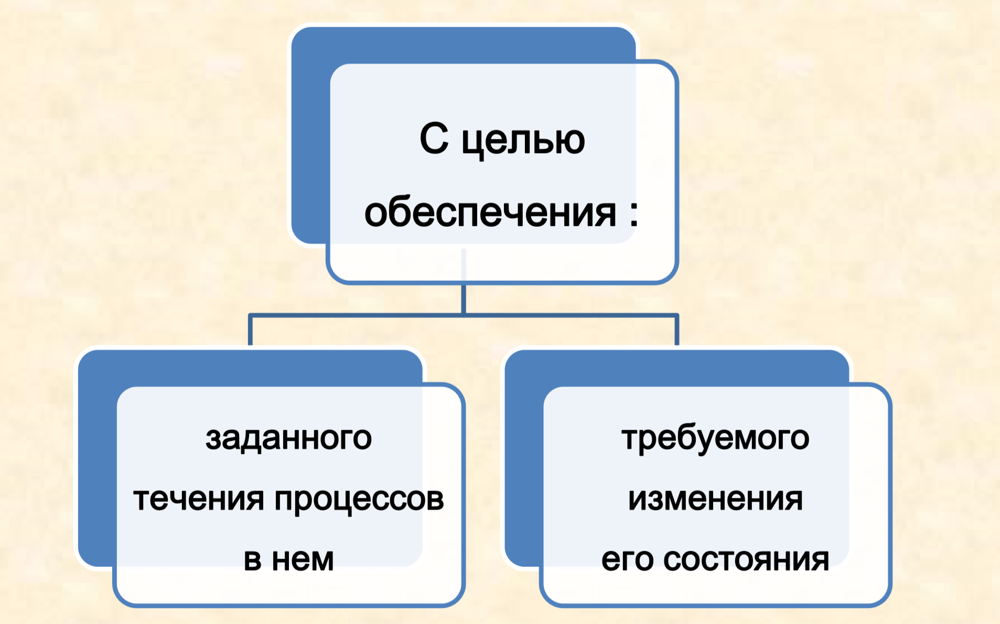 С целью
обеспечения :
заданного
течения процессов
в нем
требуемого
изменения
его состояния